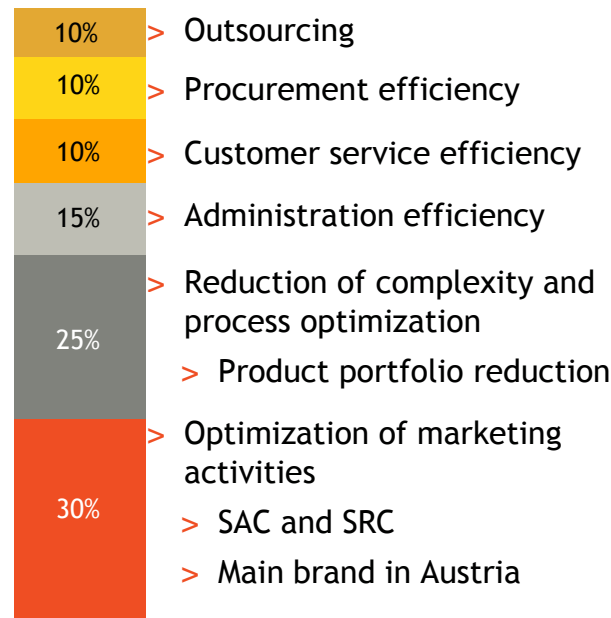 10% > Outsourcing
10% > Procurement efficiency
10% > Customer service efficiency
15% > Administration efficiency
> Reduction of complexity and
process optimization
25%
> Product portfolio reduction
> Optimization of marketing
activities
30%
> SAC and SRC
> Main brand in Austria